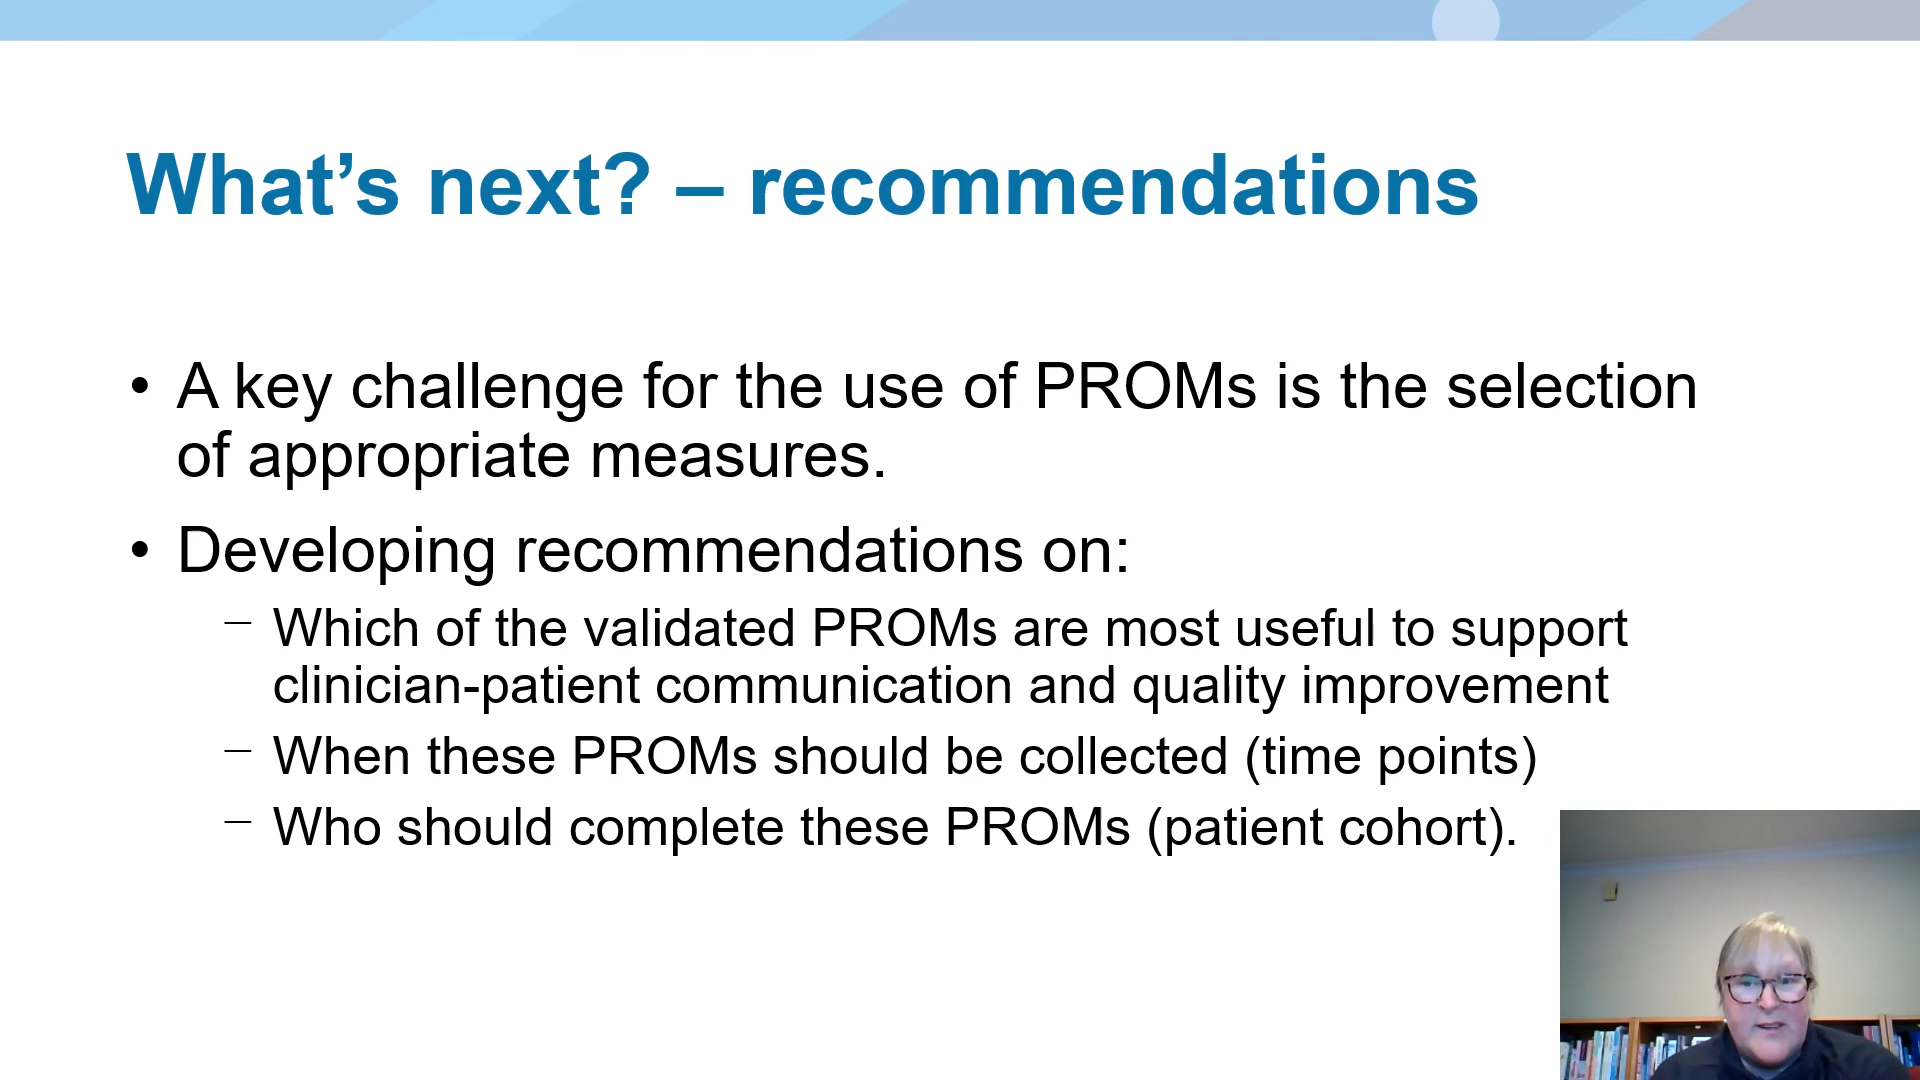 What’s next? – recommendations
• A key challenge for the use of PROMs is the selection
of appropriate measures.
• Developing recommendations on:
– Which of the validated PROMs are most useful to support
clinician-patient communication and quality improvement
– When these PROMs should be collected (time points)
– Who should complete these PROMs (patient cohort).